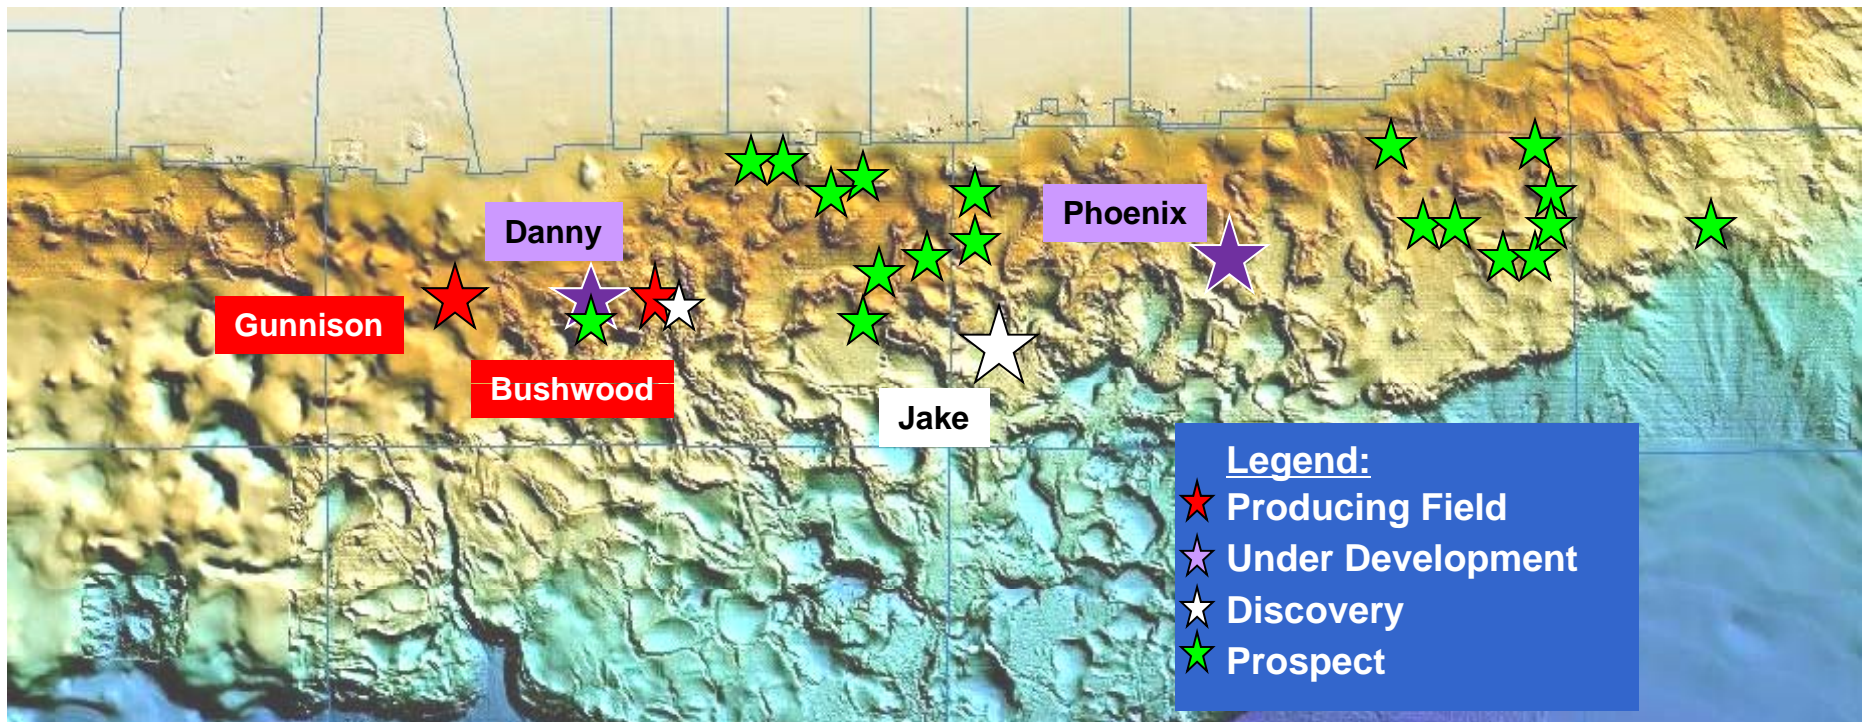 Phoenix
Danny
Gunnison
Bushwood
Jake
Legend:
Producing Field
Under Development
Discovery
Prospect